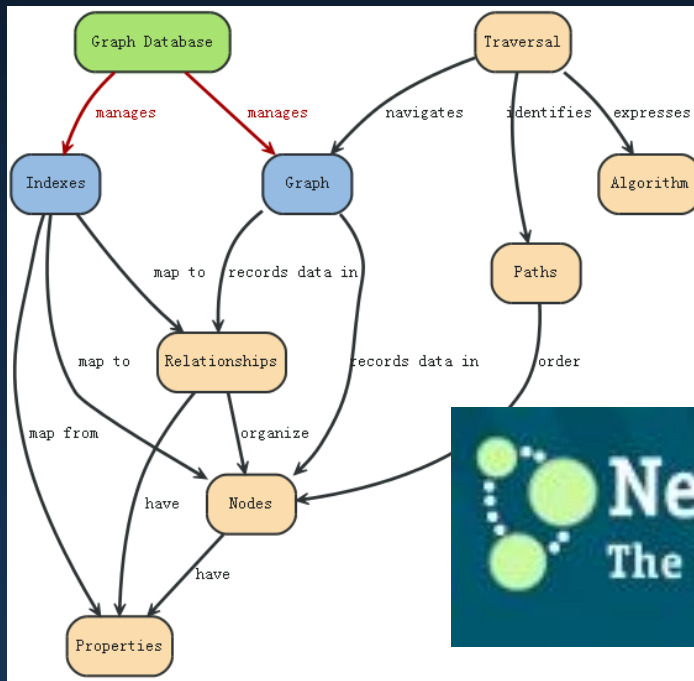 Graph Database
Traversal
manages
manages
navigates
identifies
expresses
Indexes
Graph
Algorithm
map to
records data in
Paths
map to
Relationships
records data in
order
map from
organize
have
Nodes
have
Properties
Ne
The